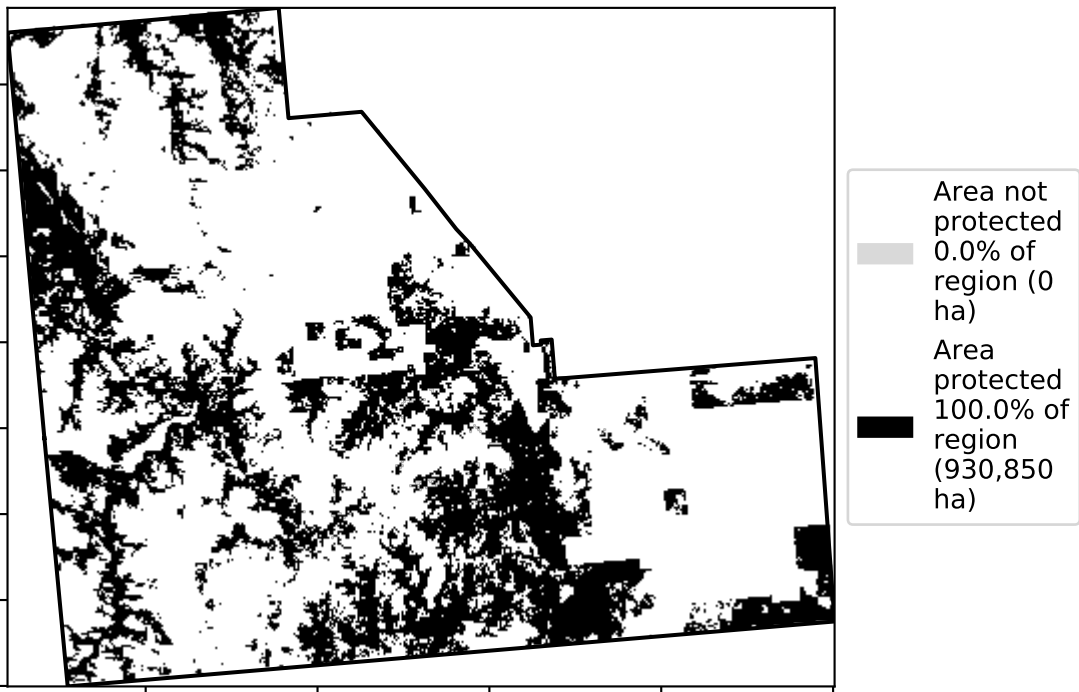 Area not
protected
0.0% of
region (0
ha)
Area
protected
100.0% of
region
(930,850
ha)